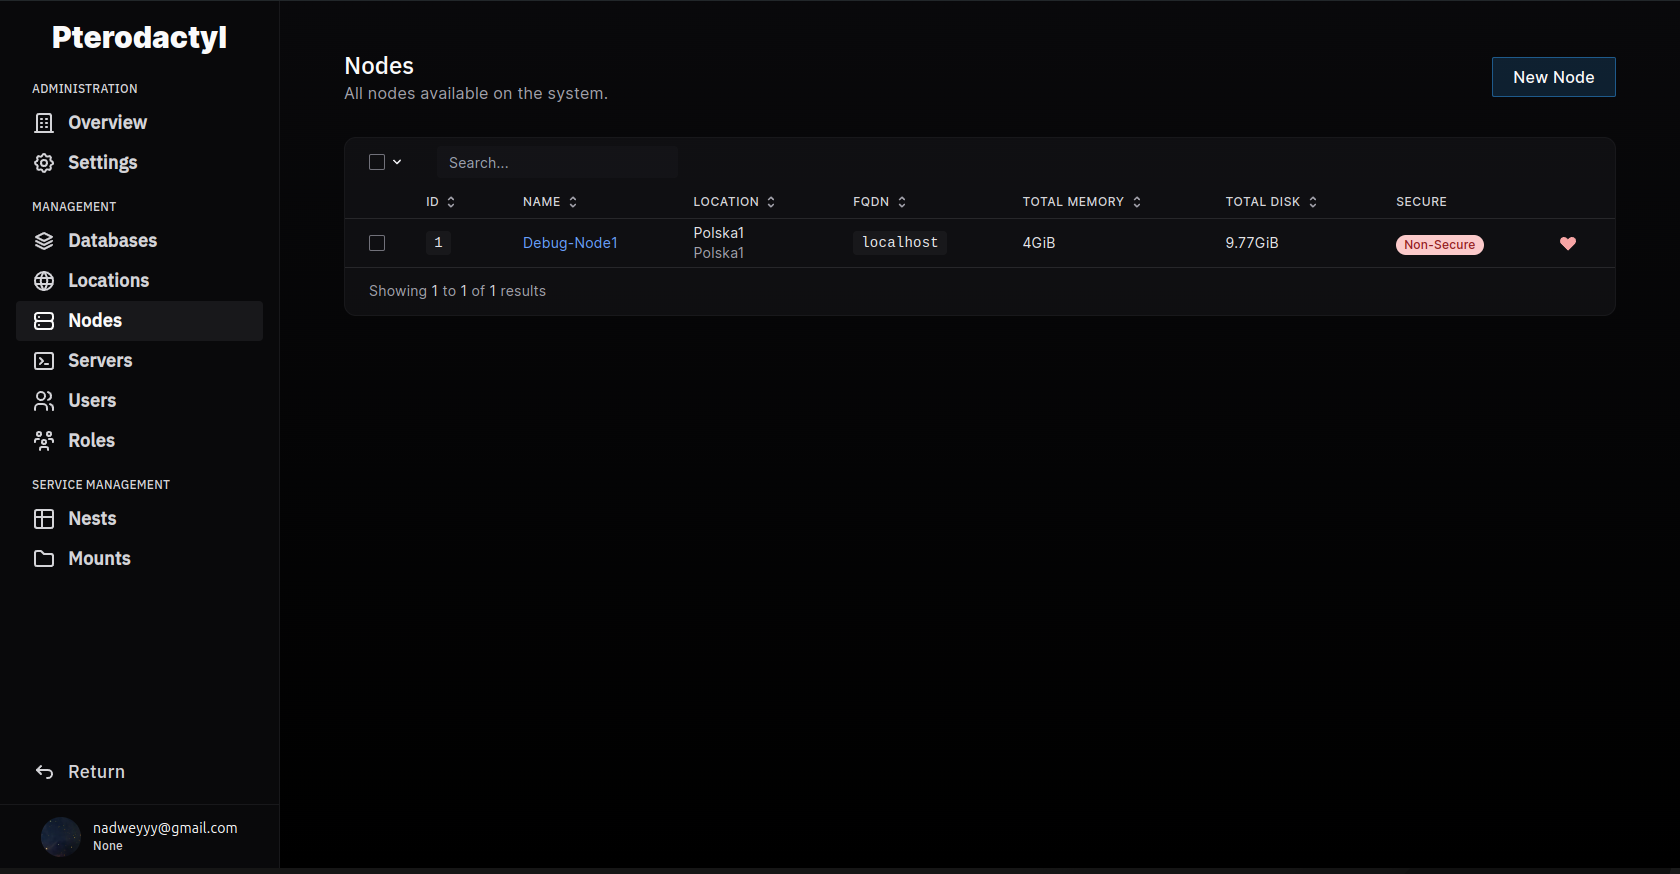 Pterodactyl
ADMINISTRATION
Overview
Settings
MANAGEMENT
Databases
Locations
Nodes
Servers
Users
Roles
SERVICE MANAGEMENT
Nests
Mounts
Return
nadweyyy@gmail.com
None
Nodes
All nodes available on the system.
New Node
Search...
ID NAME LOCATION FQDN TOTAL MEMORY TOTAL DISK SECURE
1 Debug-Node1 Polska1 localhost 4GiB 9.77GiB Non-Secure
Polska1
Showing 1 to 1 of 1 results